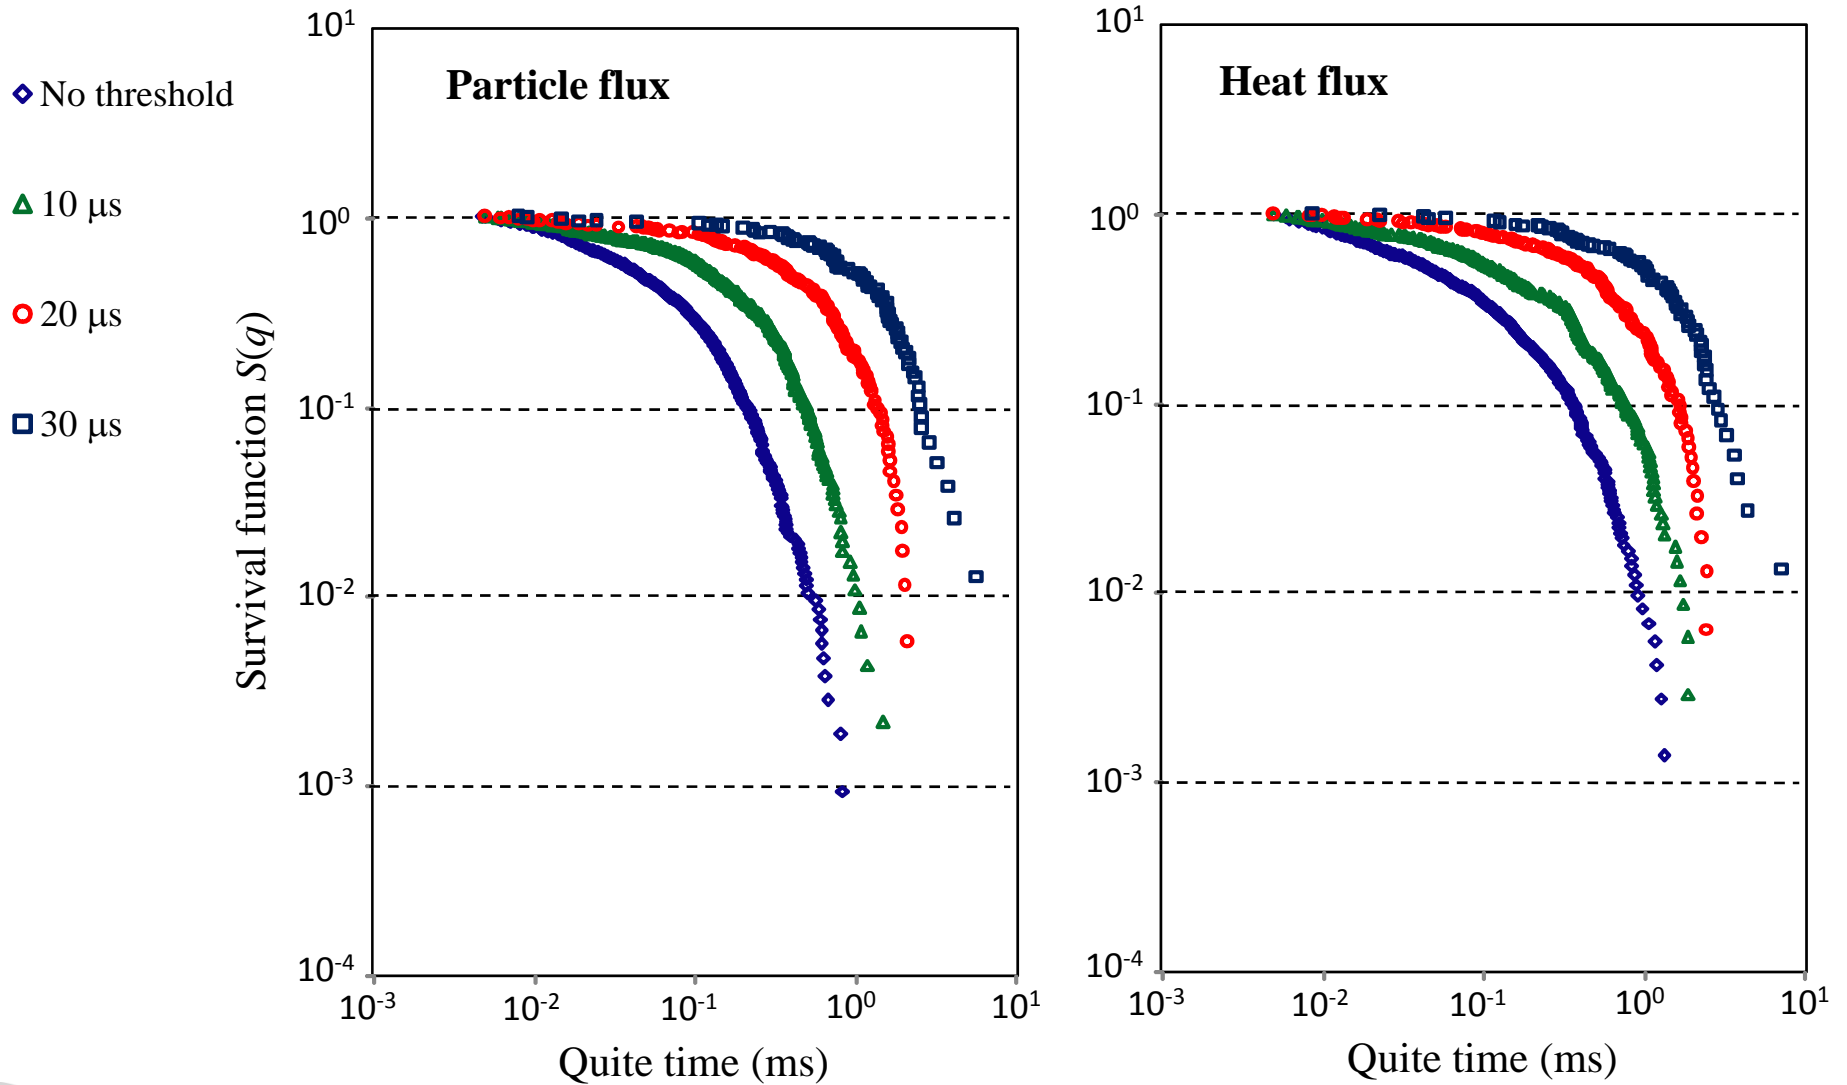 No threshold
10 μs
20 μs
30 μs
Survival function S(q)
Particle flux
10¹
10⁰
10⁻¹
10⁻²
10⁻³
10⁻⁴
10⁻³ 10⁻² 10⁻¹ 10⁰ 10¹
Quite time (ms)
Heat flux
10¹
10⁰
10⁻¹
10⁻²
10⁻³
10⁻⁴
10⁻³ 10⁻² 10⁻¹ 10⁰ 10¹
Quite time (ms)